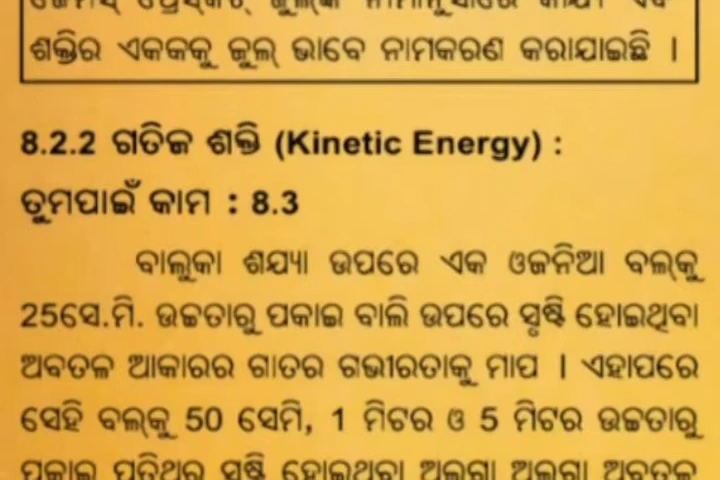 ଶକ୍ତିର ଏକକକୁ ଜୁଲ୍ ଭାବେ ନାମକରଣ କରାଯାଇଛି ।
8.2.2 ଗତିଜ ଶକ୍ତି (Kinetic Energy) :
ତୁମପାଇଁ କାମ : 8.3
ବାଲୁକା ଶଯ୍ୟା ଉପରେ ଏକ ଓଜନିଆ ବଲ୍‌କୁ
25ସେ.ମି. ଉଚ୍ଚତାରୁ ପକାଇ ବାଲି ଉପରେ ସୃଷ୍ଟି ହୋଇଥିବା
ଅବତଳ ଆକାରର ଗାତର ଗଭୀରତାକୁ ମାପ । ଏହାପରେ
ସେହି ବଲ୍‌କୁ 50 ସେମି, 1 ମିଟର ଓ 5 ମିଟର ଉଚ୍ଚତାରୁ